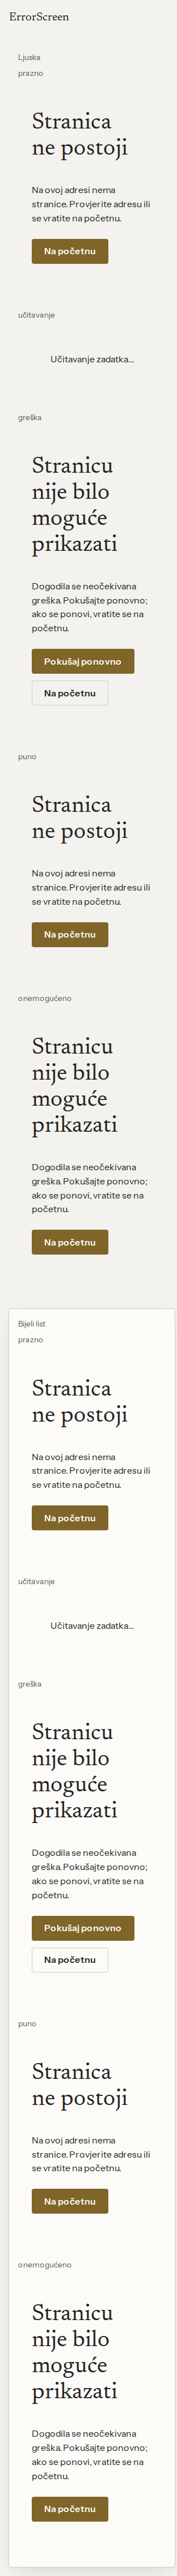 ErrorScreen
Ljuska
prazno
Stranica
ne postoji
Na ovoj adresi nema
stranice. Provjerite adresu ili
se vratite na početnu.
Na početnu
učitavanje
Učitavanje zadatka…
greška
Stranicu
nije bilo
moguće
prikazati
Dogodila se neočekivana
greška. Pokušajte ponovno;
ako se ponovi, vratite se na
početnu.
Pokušaj ponovno
Na početnu
puno
Stranica
ne postoji
Na ovoj adresi nema
stranice. Provjerite adresu ili
se vratite na početnu.
Na početnu
onemogućeno
Stranicu
nije bilo
moguće
prikazati
Dogodila se neočekivana
greška. Pokušajte ponovno;
ako se ponovi, vratite se na
početnu.
Na početnu
Bijeli list
prazno
Stranica
ne postoji
Na ovoj adresi nema
stranice. Provjerite adresu ili
se vratite na početnu.
Na početnu
učitavanje
Učitavanje zadatka…
greška
Stranicu
nije bilo
moguće
prikazati
Dogodila se neočekivana
greška. Pokušajte ponovno;
ako se ponovi, vratite se na
početnu.
Pokušaj ponovno
Na početnu
puno
Stranica
ne postoji
Na ovoj adresi nema
stranice. Provjerite adresu ili
se vratite na početnu.
Na početnu
onemogućeno
Stranicu
nije bilo
moguće
prikazati
Dogodila se neočekivana
greška. Pokušajte ponovno;
ako se ponovi, vratite se na
početnu.
Na početnu